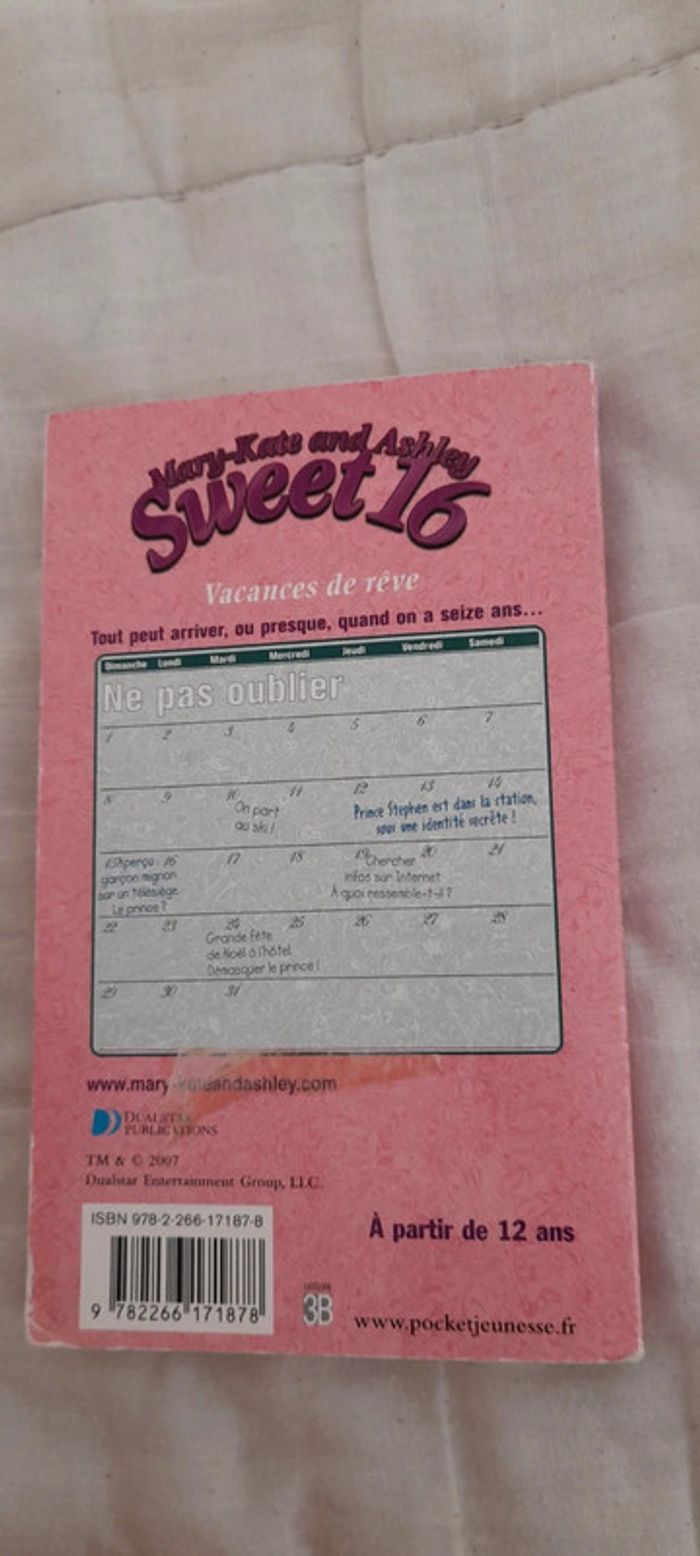 Mary-Kate and Ashley
Sweet 16
Vacances de rêve
Tout peut arriver, ou presque, quand on a seize ans...
Dimanche Lundi Mardi Mercredi Jeudi Vendredi Samedi
Ne pas oublier
1 2 3 4 5 6 7
8 9 10 11 12 13 14
On part
au ski !
Prince Stephen est dans la station,
sous une identité secrète !
15 16 17 18 19 20 21
Aperçu
garçon mignon
sur un télésiège
Le prince ?
Chercher
infos sur Internet
À quoi ressemble-t-il ?
22 23 24 25 26 27 28
Grande fête
de Noël à l'hôtel.
Démasquer le prince !
29 30 31
www.mary-kateandashley.com
DUALSTAR
PUBLICATIONS
TM & © 2007
Dualstar Entertainment Group, LLC.
ISBN 978-2-266-17187-8
9 782266 171878
À partir de 12 ans
3B
www.pocketjeunesse.fr